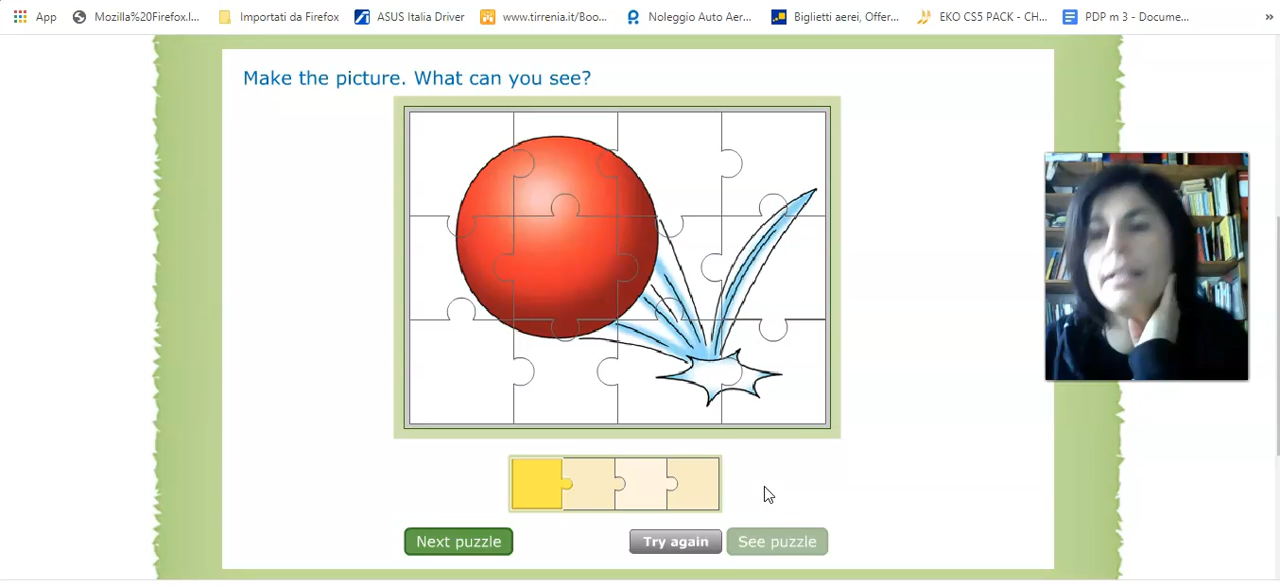 App Mozilla%20Firefox.l... Importati da Firefox ASUS Italia Driver www.tirrenia.it/Boo... Noleggio Auto Aer... Biglietti aerei, Offer... EKO CS5 PACK - CH... PDP m 3 - Docume... »
Make the picture. What can you see?
Next puzzle Try again See puzzle